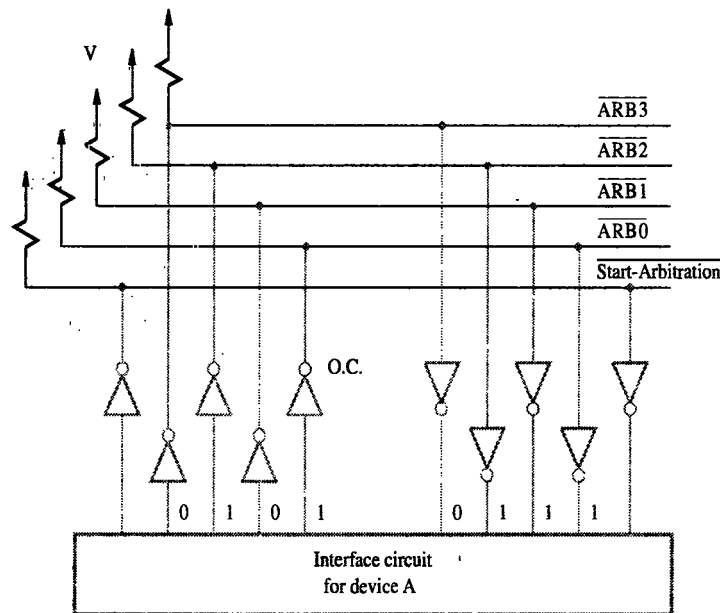 V
ARB3
ARB2
ARB1
ARB0
Start-Arbitration
O.C.
0 1 0 1 0 1 1 1
Interface circuit
for device A